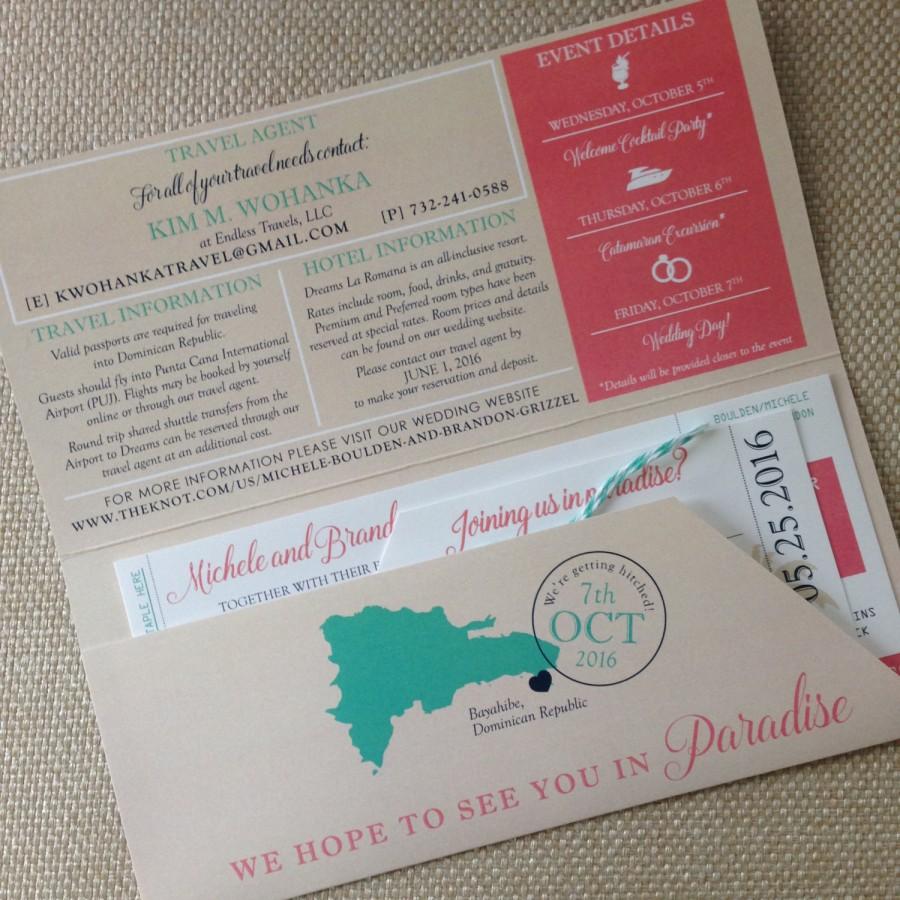 TRAVEL AGENT
For all of your travel needs contact:
KIM M. WOHANKA
at Endless Travels, LLC
[E] KWOHANKATRAVEL@GMAIL.COM [P] 732-241-0588
TRAVEL INFORMATION
Valid passports are required for traveling
into Dominican Republic.
Guests should fly into Punta Cana International
Airport (PUJ). Flights may be booked by yourself
online or through our travel agent.
Round trip shared shuttle transfers from the
Airport to Dreams can be reserved through our
travel agent at an additional cost.
HOTEL INFORMATION
Dreams La Romana is an all-inclusive resort.
Rates include room, food, drinks, and gratuity.
Premium and Preferred room types have been
reserved at special rates. Room prices and details
can be found on our wedding website.
Please contact our travel agent by
JUNE 1, 2016
to make your reservation and deposit.
FOR MORE INFORMATION PLEASE VISIT OUR WEDDING WEBSITE
WWW.THEKNOT.COM/US/MICHELE-BOULDEN-AND-BRANDON-GRIZZEL
EVENT DETAILS
WEDNESDAY, OCTOBER 5TH
Welcome Cocktail Party*
THURSDAY, OCTOBER 6TH
Catamaran Excursion*
FRIDAY, OCTOBER 7TH
Wedding Day!
*Details will be provided closer to the event
BOULDEN/MICHELE
DON
Michele and Brand
TOGETHER WITH THEIR
TAPLE HERE
Joining us in paradise?
05.25.2016
R
INS
CK
We're getting hitched!
7th
OCT
2016
Bayahibe,
Dominican Republic
WE HOPE TO SEE YOU IN Paradise